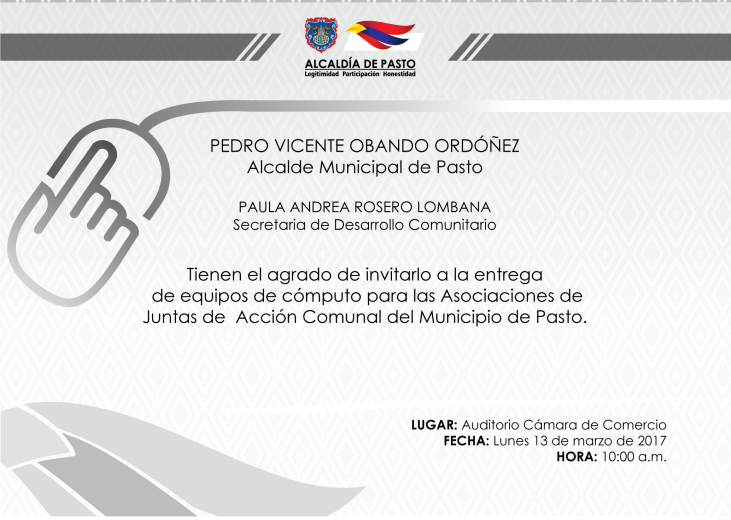 ALCALDÍA DE PASTO
Legitimidad Participación Honestidad
PEDRO VICENTE OBANDO ORDÓÑEZ
Alcalde Municipal de Pasto
PAULA ANDREA ROSERO LOMBANA
Secretaria de Desarrollo Comunitario
Tienen el agrado de invitarlo a la entrega
de equipos de cómputo para las Asociaciones de
Juntas de Acción Comunal del Municipio de Pasto.
LUGAR: Auditorio Cámara de Comercio
FECHA: Lunes 13 de marzo de 2017
HORA: 10:00 a.m.